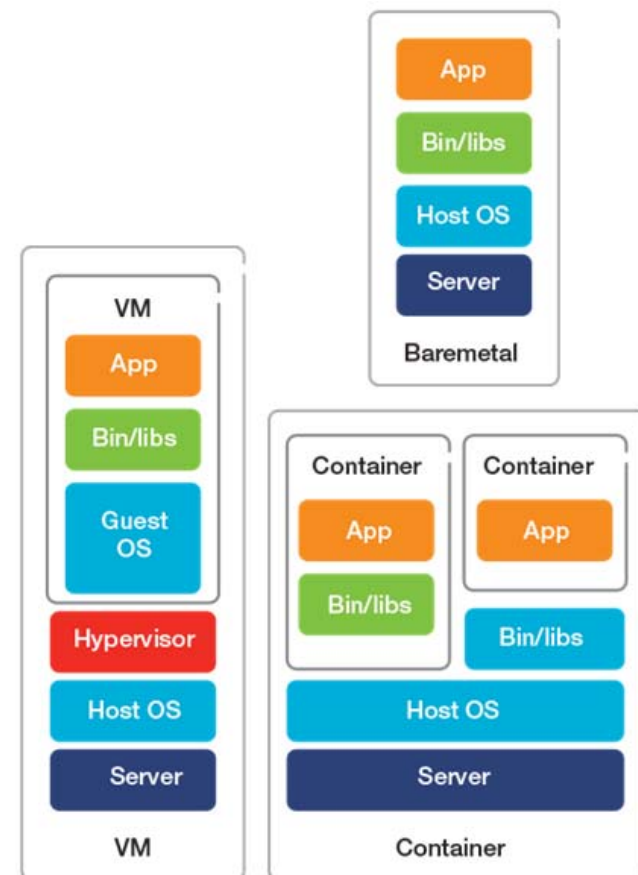 App
Bin/libs
Host OS
Server
Baremetal
VM
App
Bin/libs
Guest
OS
Hypervisor
Host OS
Server
VM
Container
App
Bin/libs
Container
App
Bin/libs
Host OS
Server
Container